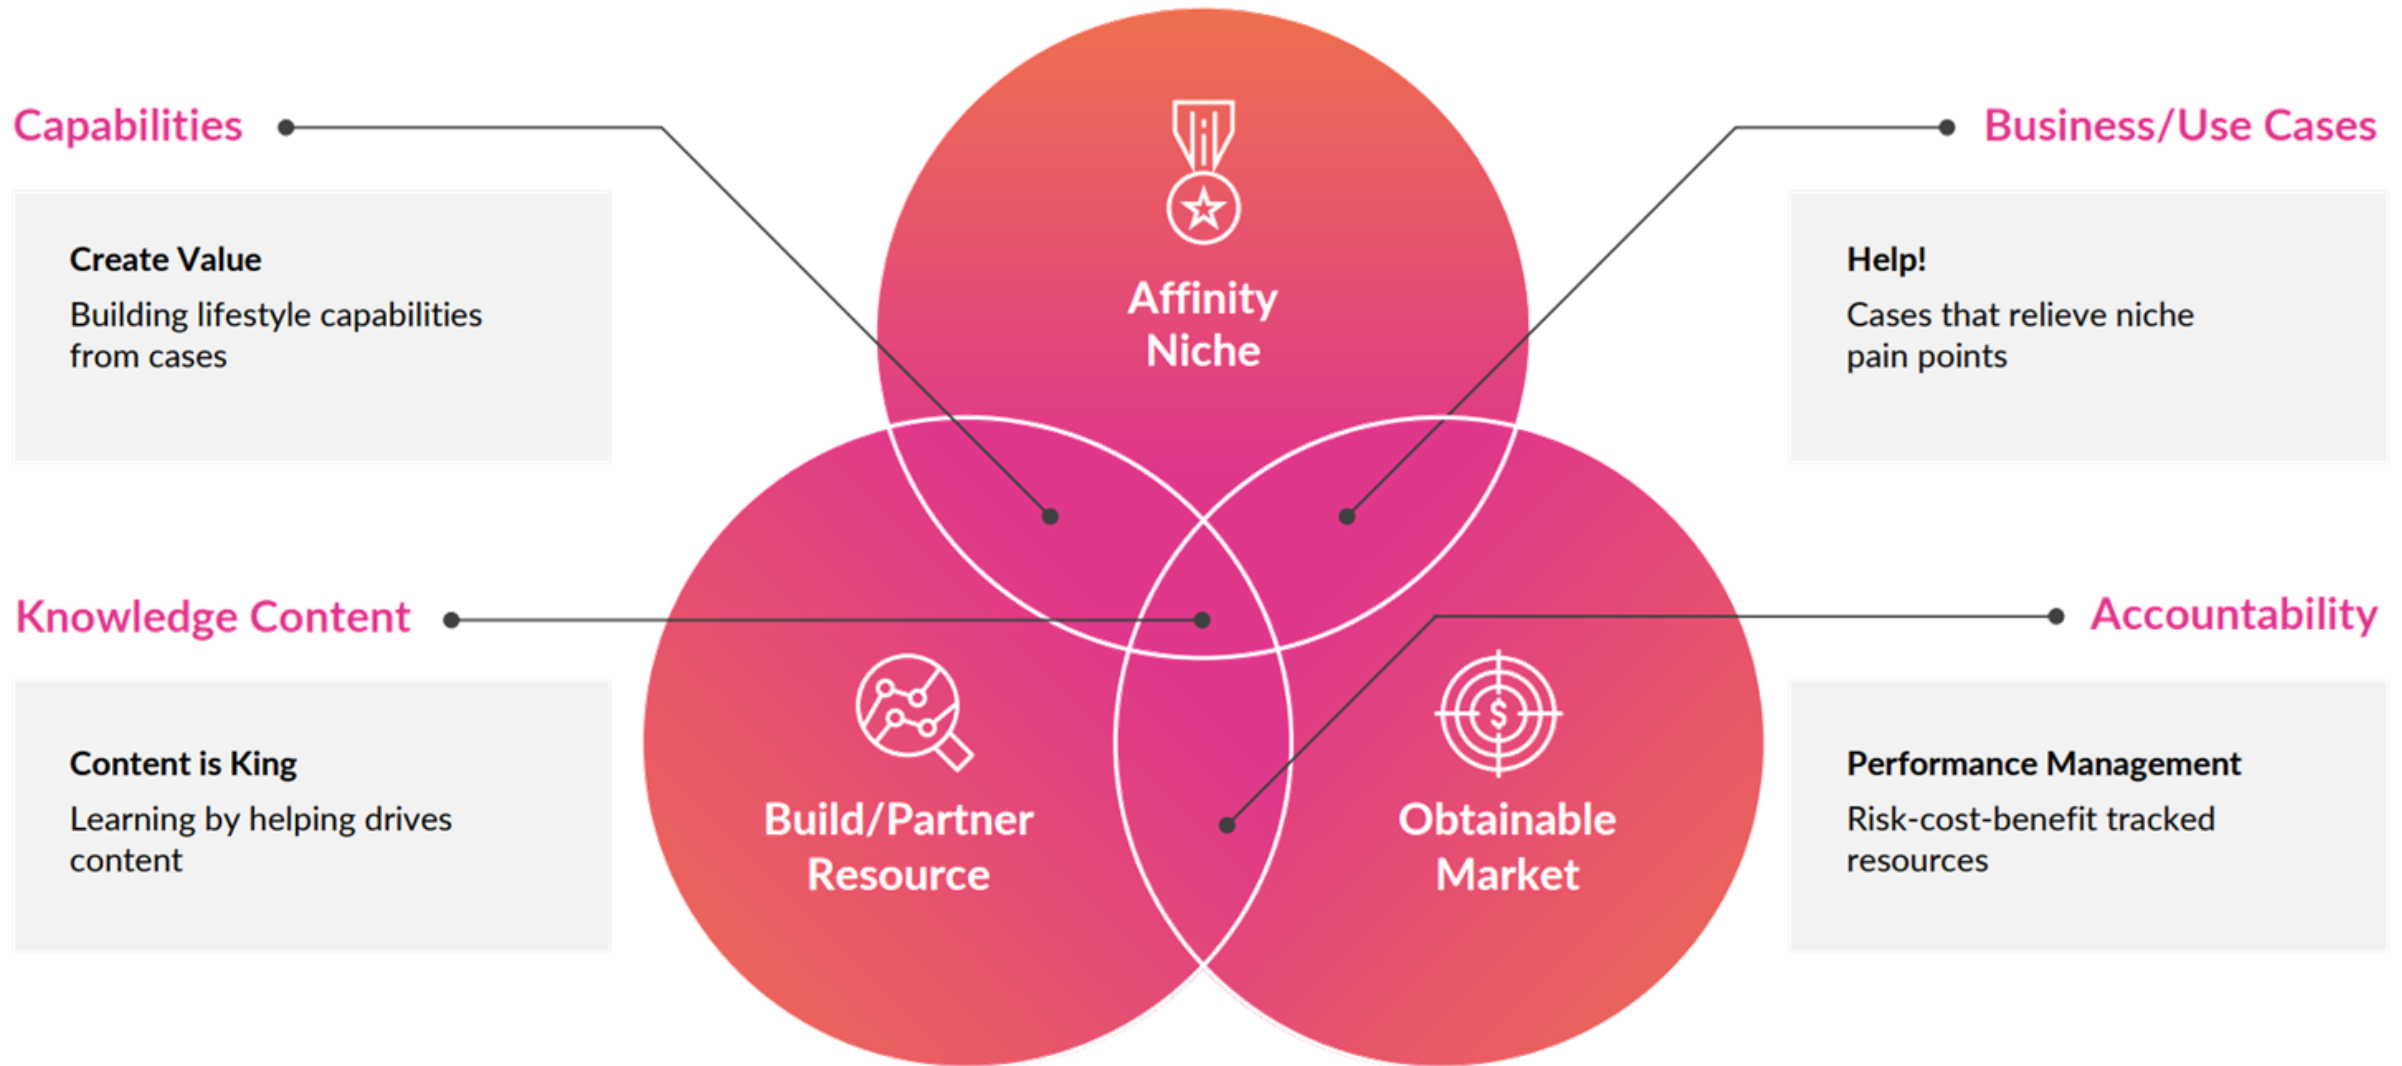 Capabilities
Create Value
Building lifestyle capabilities
from cases
Knowledge Content
Content is King
Learning by helping drives
content
Affinity
Niche
Build/Partner
Resource
$
Obtainable
Market
Business/Use Cases
Help!
Cases that relieve niche
pain points
Accountability
Performance Management
Risk-cost-benefit tracked
resources